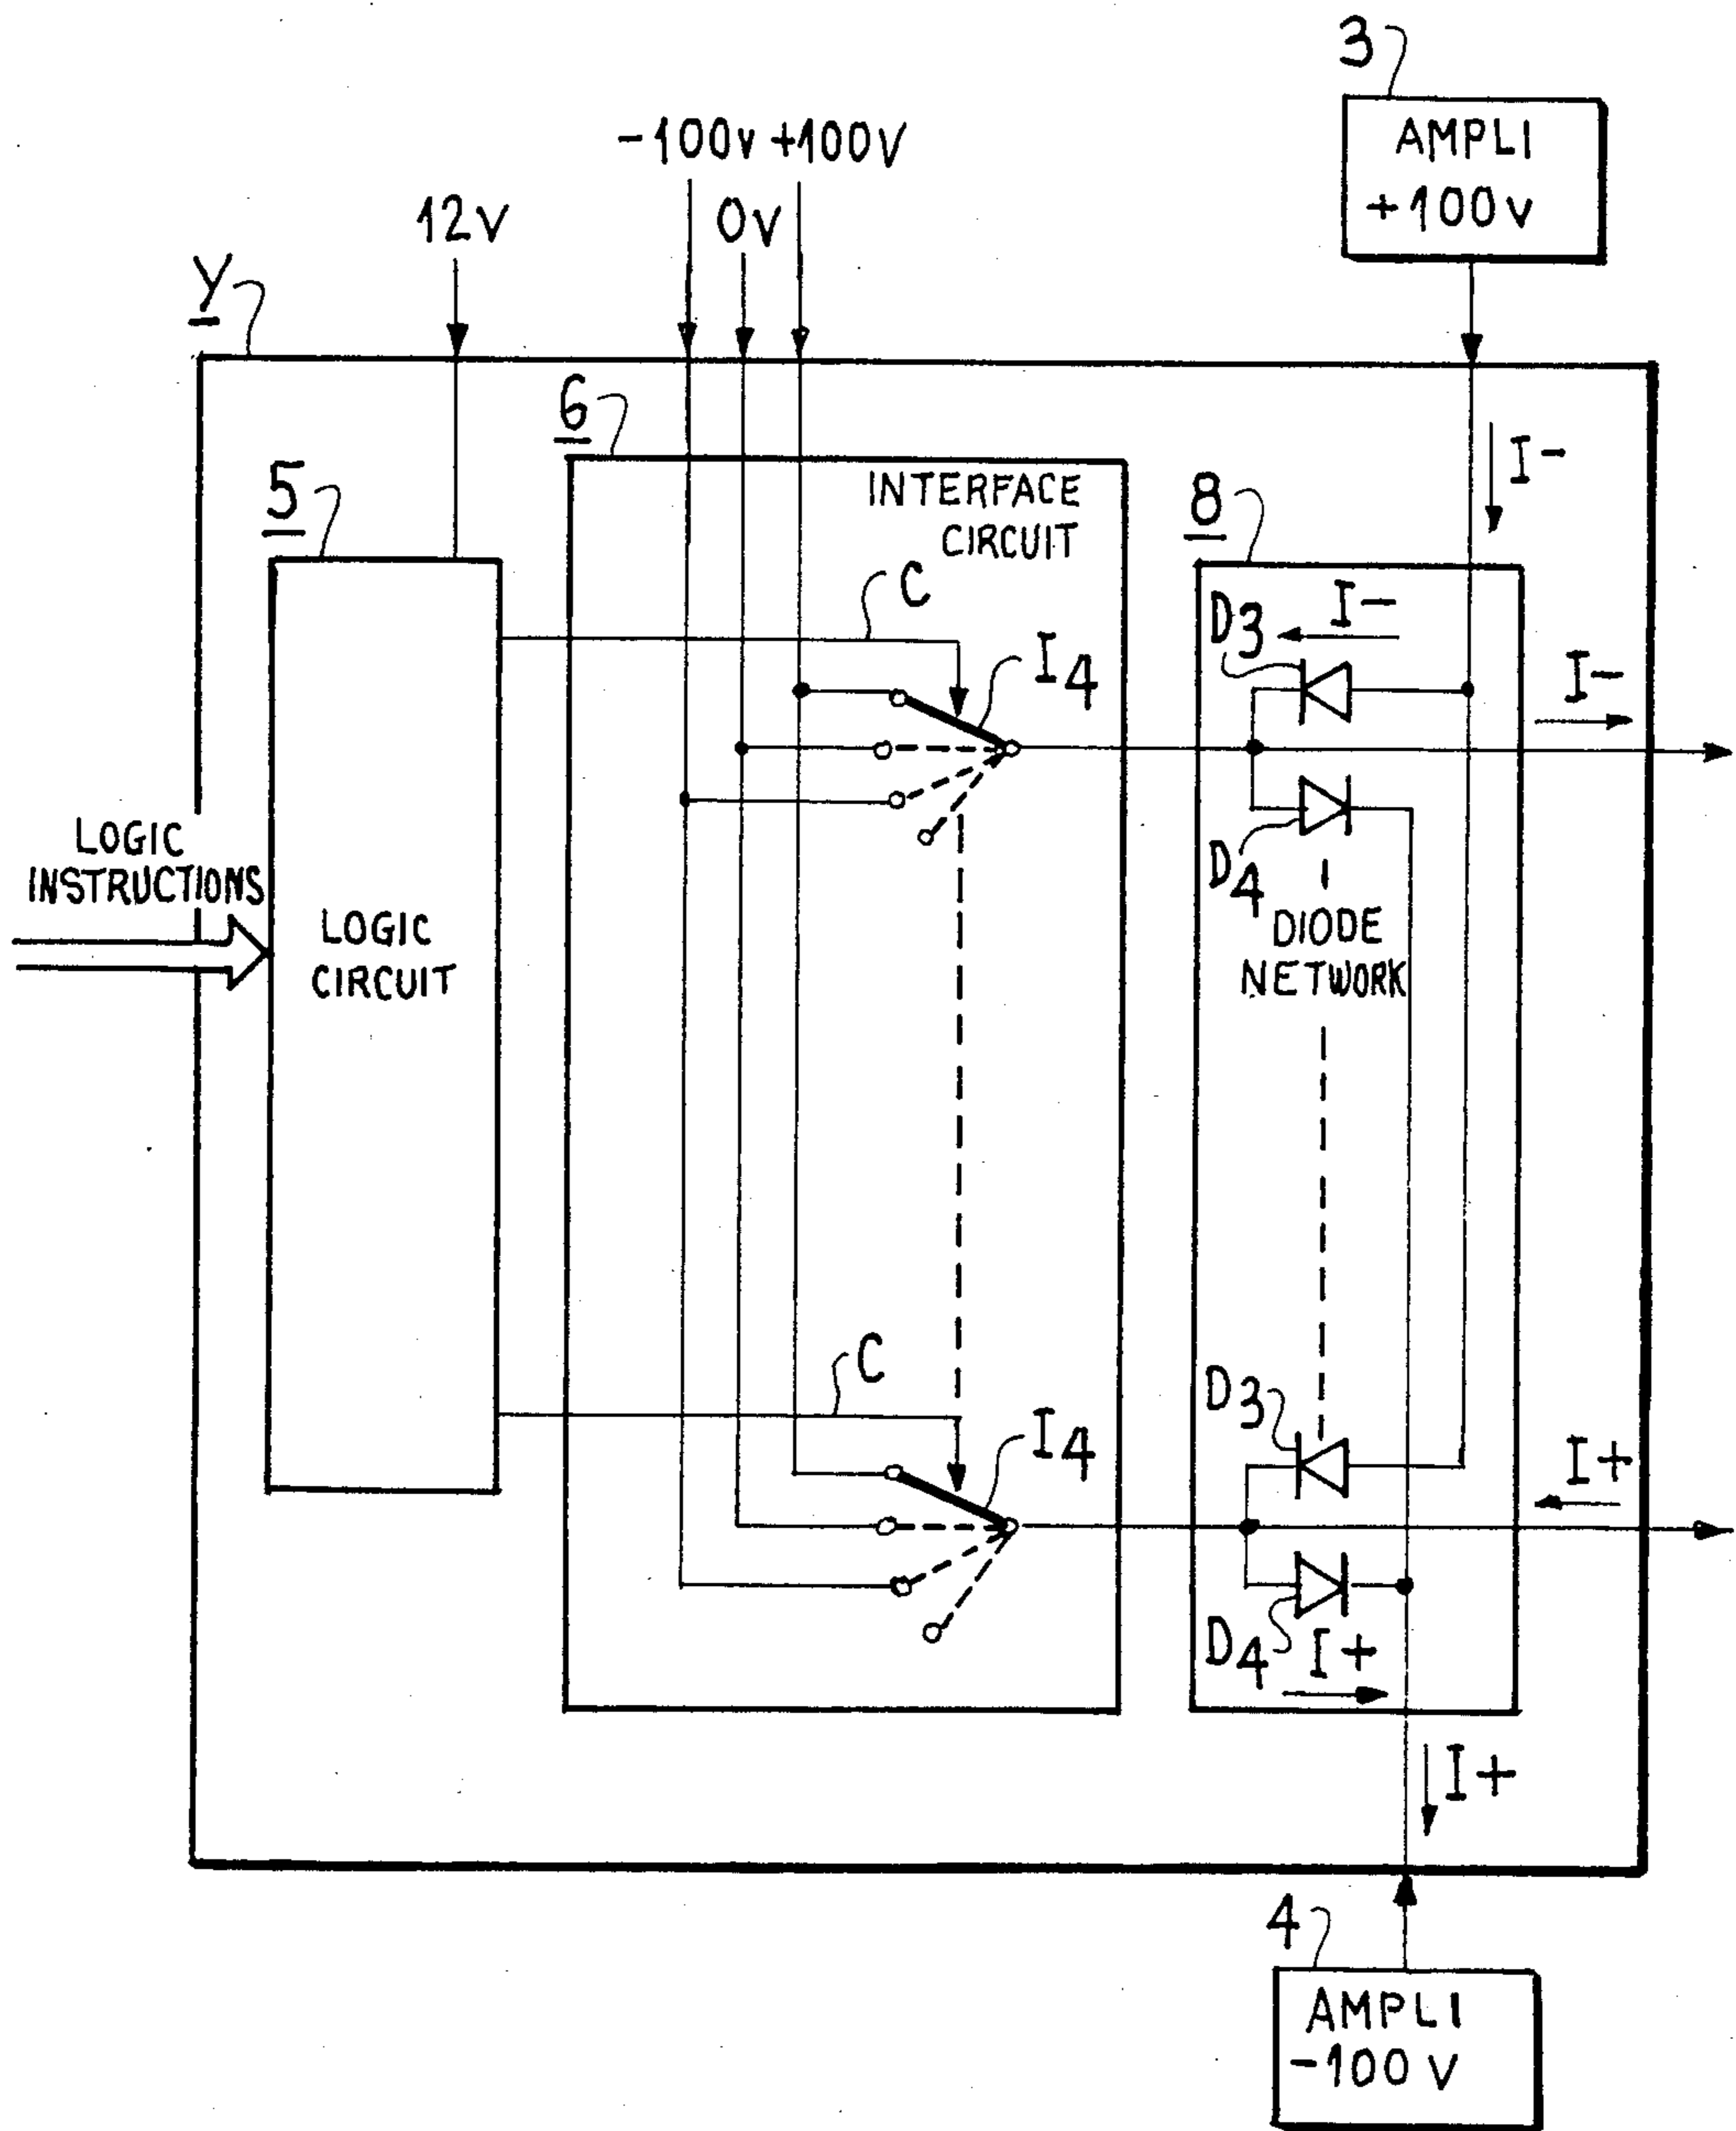 3
AMPLI
+100v
-100v +100V
12V
0V
Y
6
I-
5
INTERFACE
CIRCUIT
8
C
D3
I-
I4
I-
LOGIC
INSTRUCTIONS
D4
LOGIC
CIRCUIT
DIODE
NETWORK
C
D3
I4
I+
D4
I+
I+
4
AMPLI
-100 V